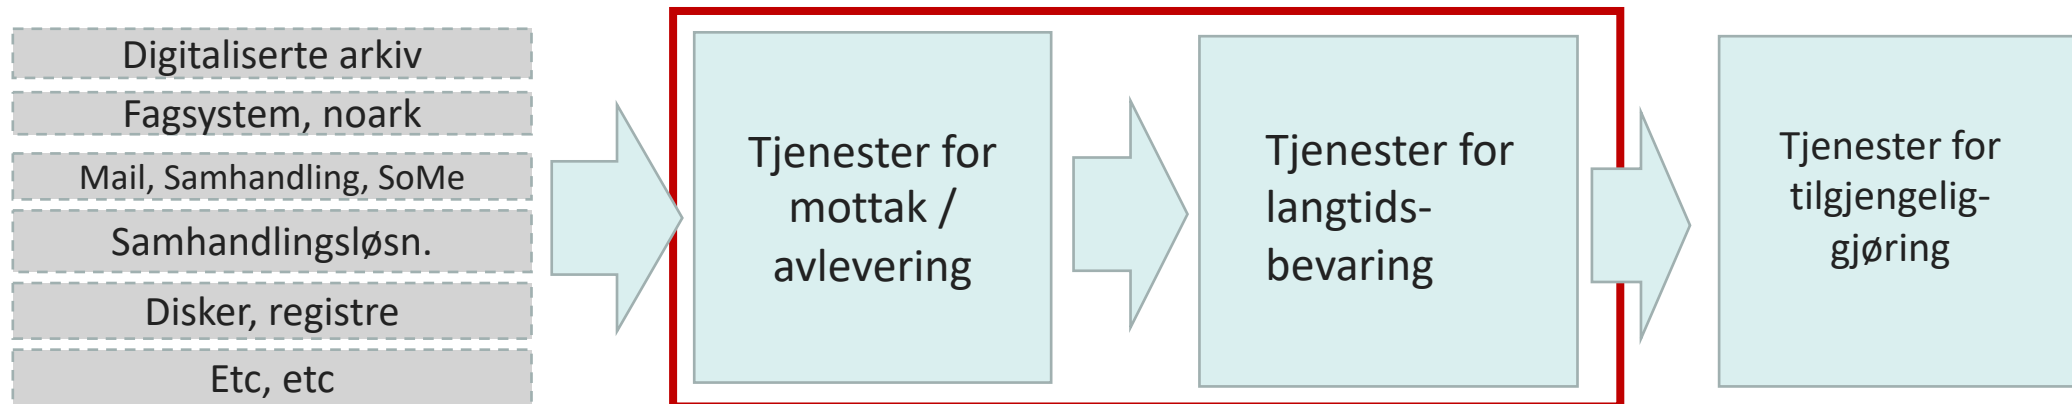 Digitaliserte arkiv
Fagsystem, noark
Mail, Samhandling, SoMe
Samhandlingsløsn.
Disker, registre
Etc, etc
Tjenester for
mottak /
avlevering
Tjenester for
langtids-
bevaring
Tjenester for
tilgjengelig-
gjøring